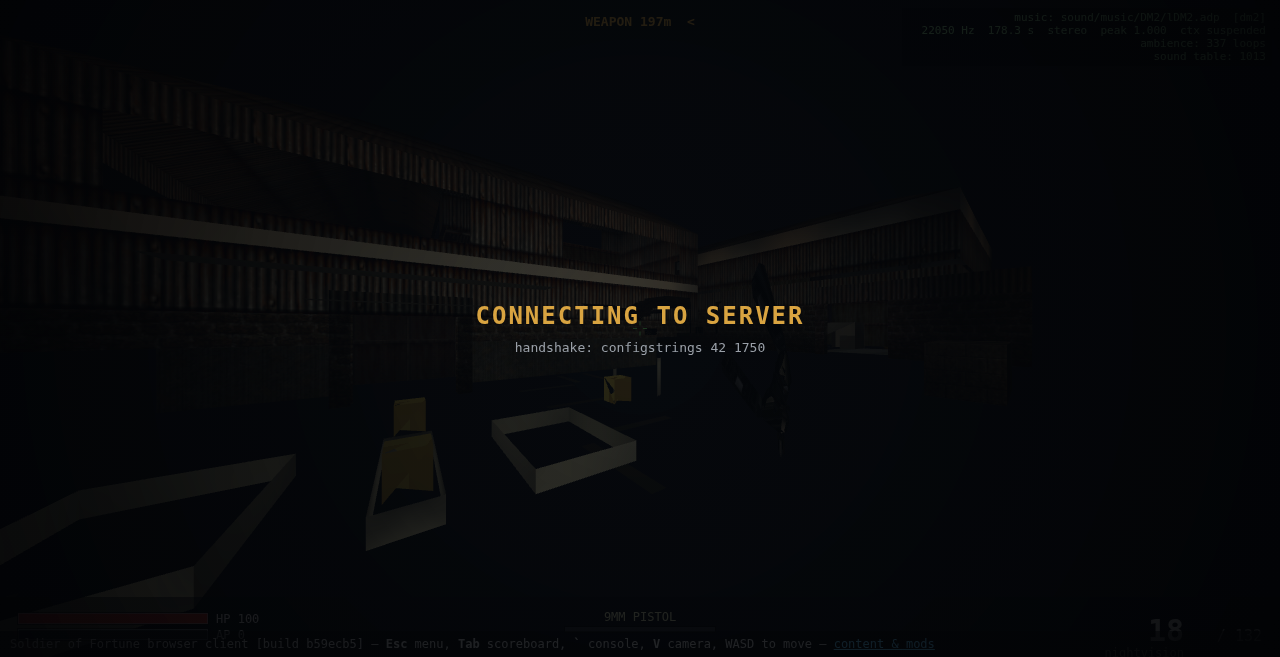 WEAPON 197m <
music: sound/music/DM2/lDM2.adp [dm2]
22050 Hz 178.3 s stereo peak 1.000 ctx suspended
ambience: 337 loops
sound table: 1013
CONNECTING TO SERVER
handshake: configstrings 42 1750
HP 100
9MM PISTOL
18
Soldier of Fortune browser client [build b59ecb5] — Esc menu, Tab scoreboard, ` console, V camera, WASD to move — content & mods